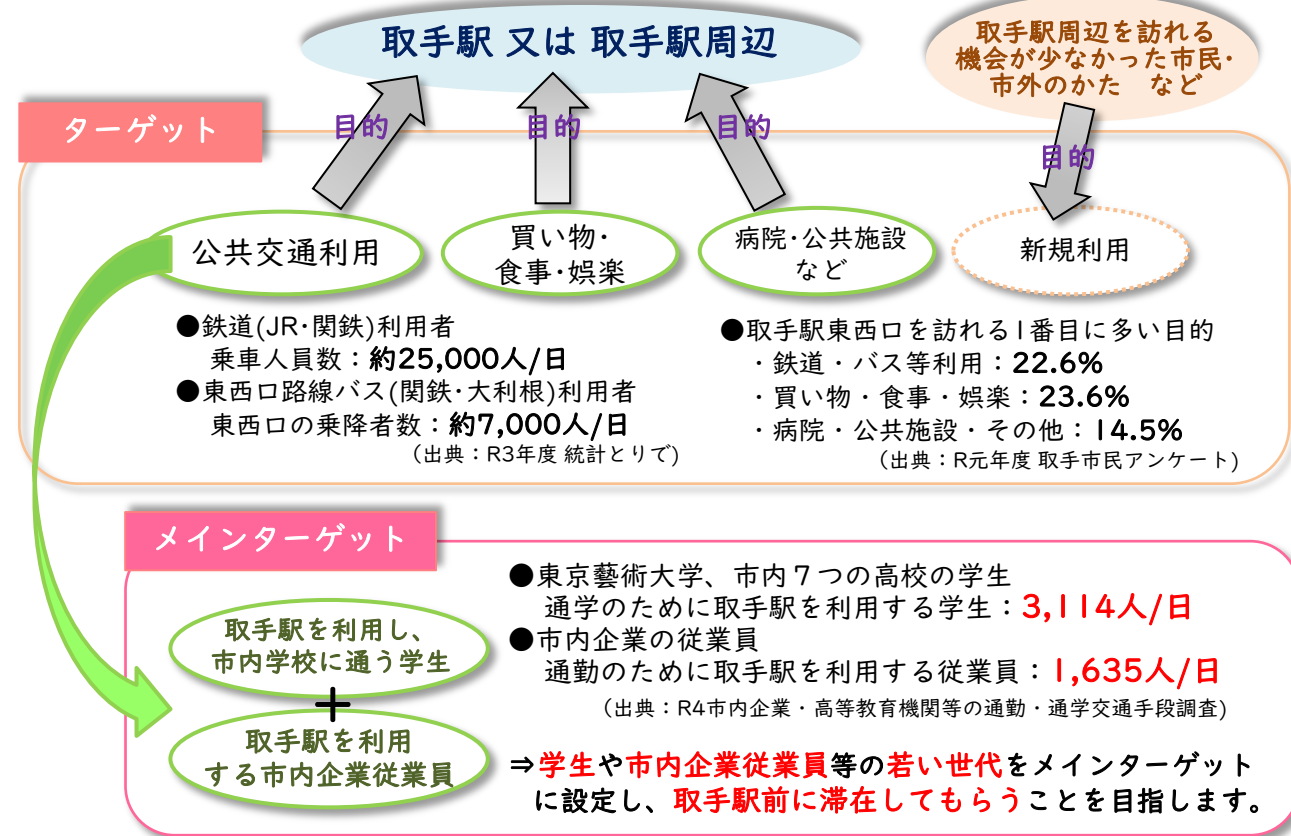 取手駅 又は 取手駅周辺
取手駅周辺を訪れる
機会が少なかった市民・
市外のかた　など
ターゲット
目的
目的
目的
目的
公共交通利用
買い物・
食事・娯楽
病院・公共施設
など
新規利用
●鉄道(JR・関鉄)利用者
乗車人員数：約25,000人/日
●東西口路線バス(関鉄・大利根)利用者
東西口の乗降者数：約7,000人/日
(出典：R3年度 統計とりで)
●取手駅東西口を訪れる1番目に多い目的
・鉄道・バス等利用：22.6%
・買い物・食事・娯楽：23.6%
・病院・公共施設・その他：14.5%
(出典：R元年度 取手市民アンケート)
メインターゲット
取手駅を利用し、
市内学校に通う学生
＋
取手駅を利用
する市内企業従業員
●東京藝術大学、市内７つの高校の学生
通学のために取手駅を利用する学生：3,114人/日
●市内企業の従業員
通勤のために取手駅を利用する従業員：1,635人/日
(出典：R4市内企業・高等教育機関等の通勤・通学交通手段調査)
⇒学生や市内企業従業員等の若い世代をメインターゲット
に設定し、取手駅前に滞在してもらうことを目指します。